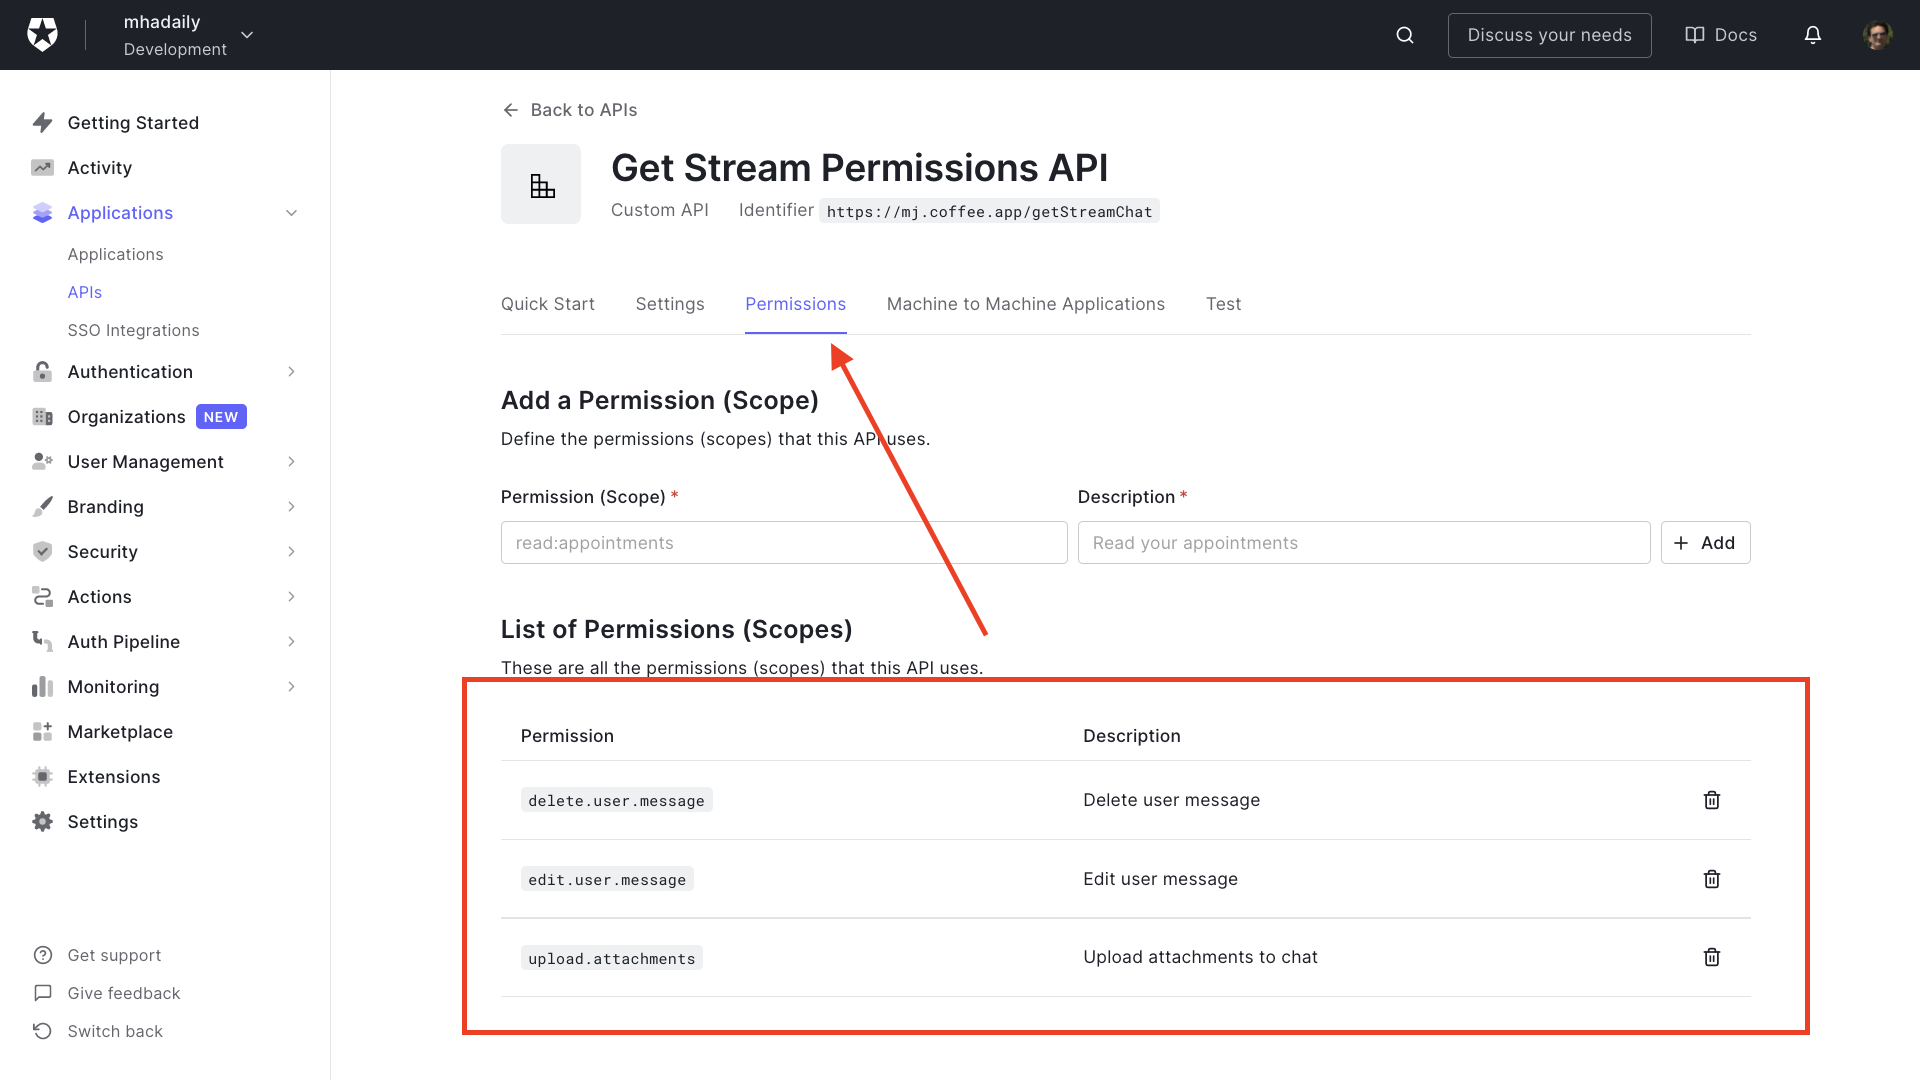 mhadaily
Development
Discuss your needs
Docs
Getting Started
Activity
Applications
Applications
APIs
SSO Integrations
Authentication
Organizations NEW
User Management
Branding
Security
Actions
Auth Pipeline
Monitoring
Marketplace
Extensions
Settings
Get support
Give feedback
Switch back
Back to APIs
Get Stream Permissions API
Custom API Identifier https://mj.coffee.app/getStreamChat
Quick Start Settings Permissions Machine to Machine Applications Test
Add a Permission (Scope)
Define the permissions (scopes) that this API uses.
Permission (Scope) * Description *
read:appointments Read your appointments + Add
List of Permissions (Scopes)
These are all the permissions (scopes) that this API uses.
Permission Description
delete.user.message Delete user message
edit.user.message Edit user message
upload.attachments Upload attachments to chat